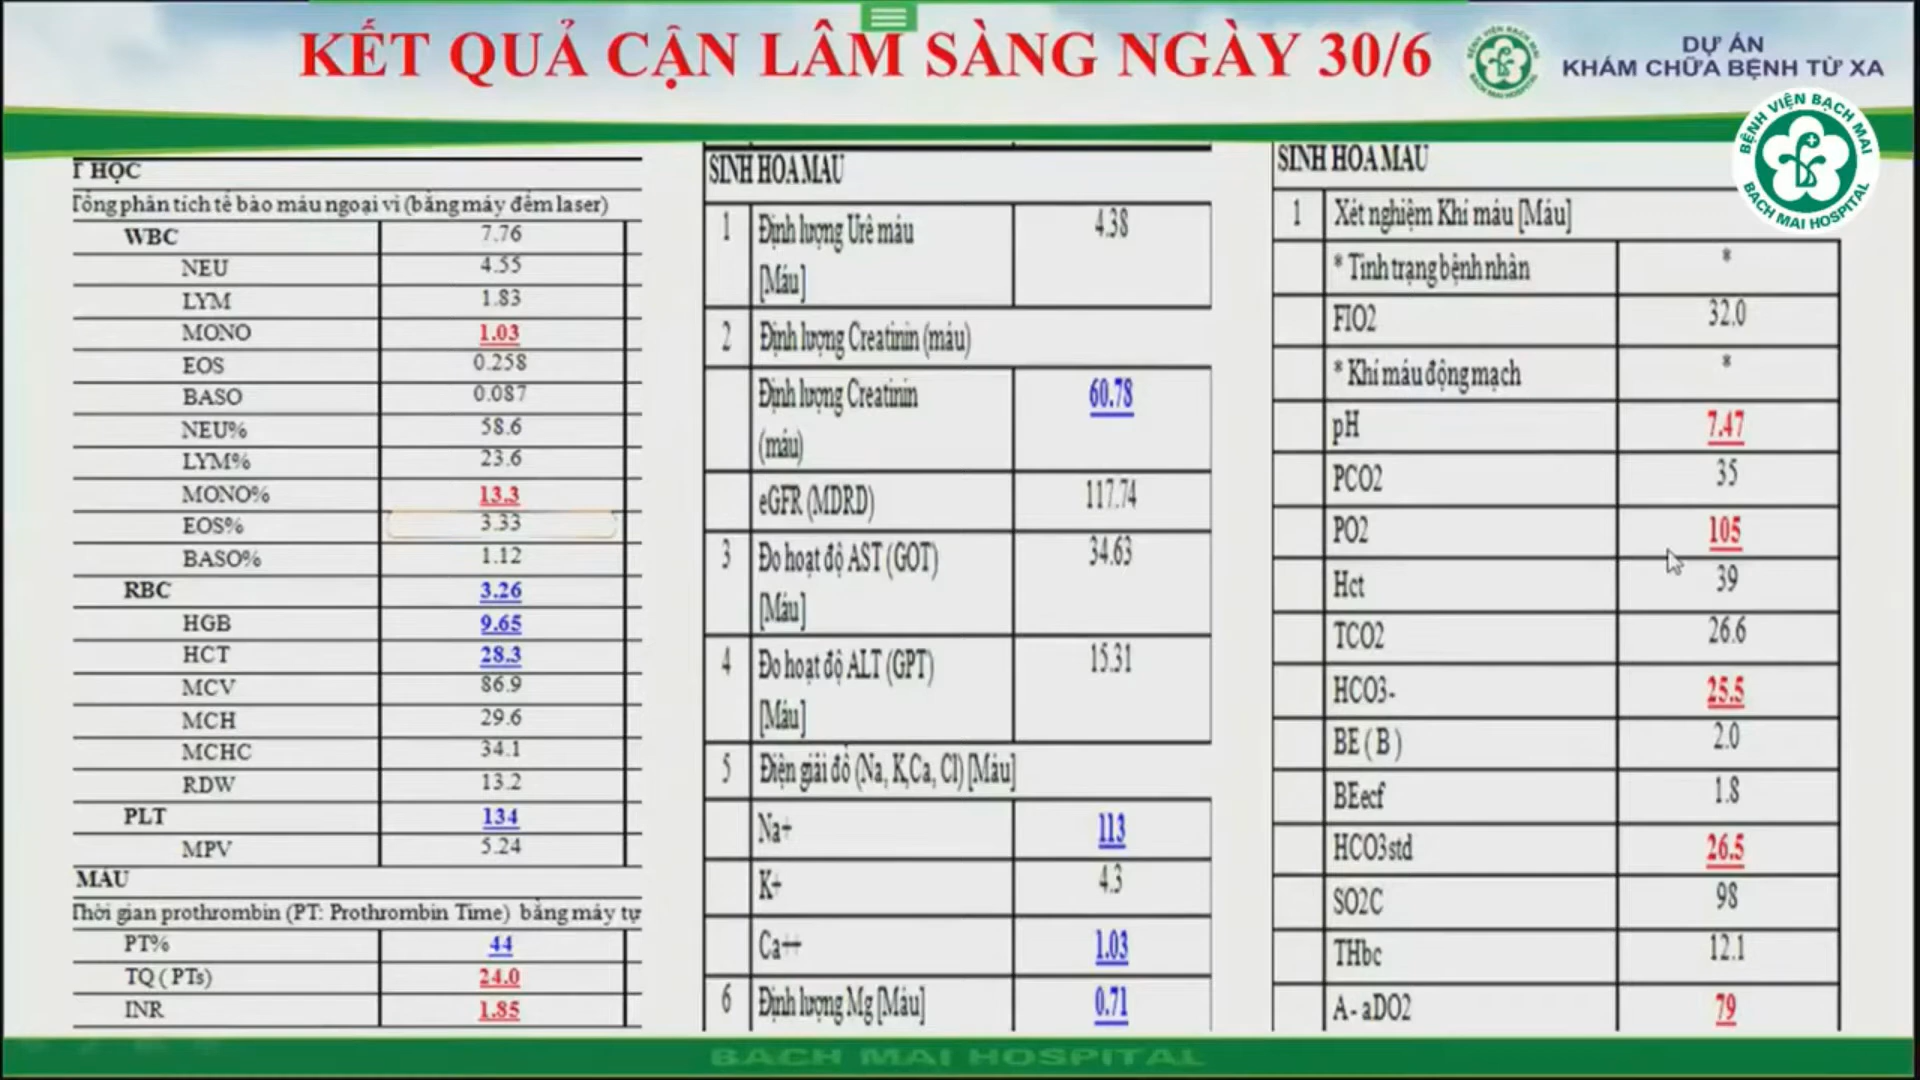 KẾT QUẢ CẬN LÂM SÀNG NGÀY 30/6
BỆNH VIỆN BẠCH MAI
BACH MAI HOSPITAL
DỰ ÁN
KHÁM CHỮA BỆNH TỪ XA
BỆNH VIỆN BẠCH MAI
BACH MAI HOSPITAL
T HỌC
Tổng phân tích tế bào máu ngoại vi (bằng máy đếm laser)
WBC 7.76
NEU 4.55
LYM 1.83
MONO 1.03
EOS 0.258
BASO 0.087
NEU% 58.6
LYM% 23.6
MONO% 13.3
EOS% 3.33
BASO% 1.12
RBC 3.26
HGB 9.65
HCT 28.3
MCV 86.9
MCH 29.6
MCHC 34.1
RDW 13.2
PLT 134
MPV 5.24
MÁU
Thời gian prothrombin (PT: Prothrombin Time) bằng máy tự
PT% 44
TQ ( PTs) 24.0
INR 1.85
SINH HÓA MÁU
1 Định lượng Urê máu 4.38
[Máu]
2 Định lượng Creatinin (máu)
Định lượng Creatinin 60.78
(máu)
eGFR (MDRD) 117.74
3 Đo hoạt độ AST (GOT) 34.63
[Máu]
4 Đo hoạt độ ALT (GPT) 15.31
[Máu]
5 Điện giải đồ (Na, K,Ca, Cl) [Máu]
Na+ 113
K+ 4.3
Ca++ 1.03
6 Định lượng Mg [Máu] 0.71
SINH HÓA MÁU
1 Xét nghiệm Khí máu [Máu]
* Tình trạng bệnh nhân *
FIO2 32.0
* Khí máu động mạch *
pH 7.47
PCO2 35
PO2 105
Hct 39
TCO2 26.6
HCO3- 25.5
BE ( B ) 2.0
BEecf 1.8
HCO3std 26.5
SO2C 98
THbc 12.1
A- aDO2 79
BACH MAI HOSPITAL